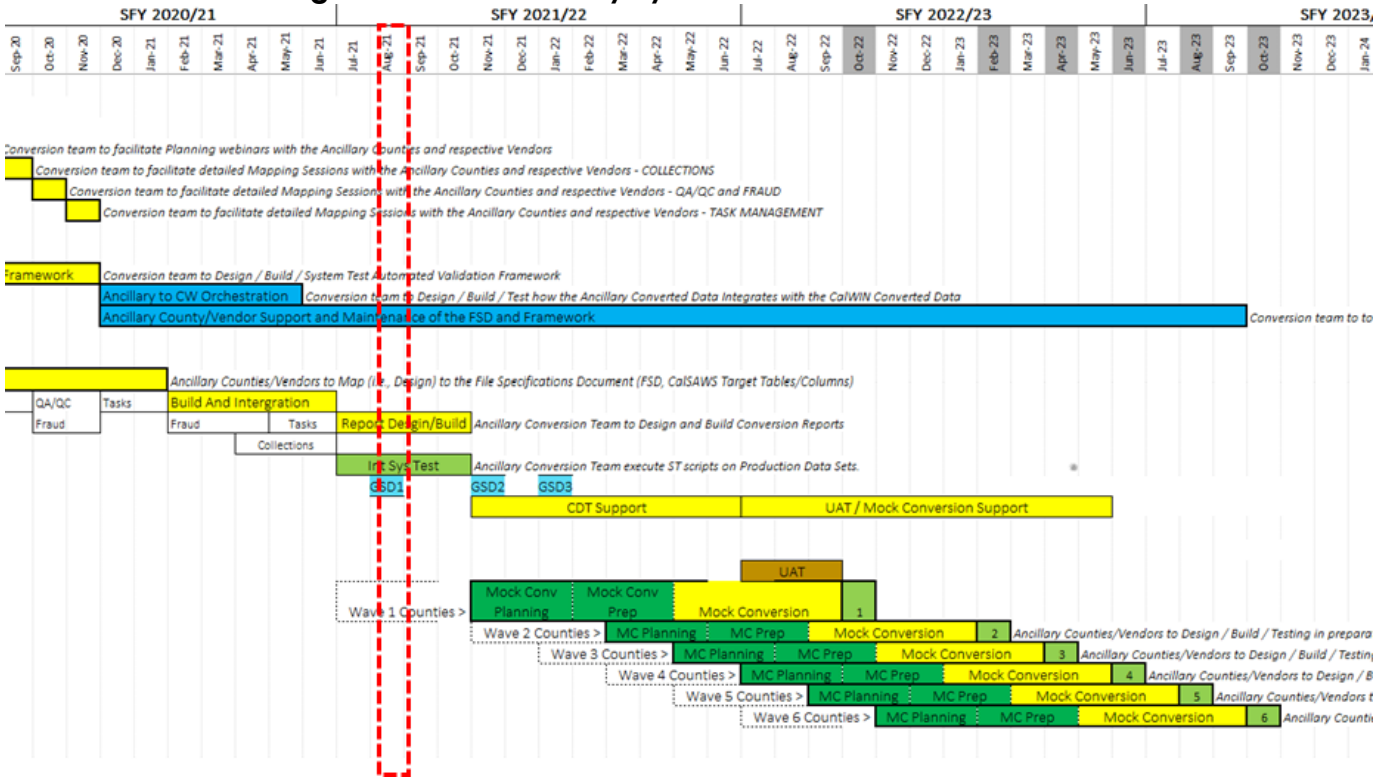 SFY 2020/21 SFY 2021/22 SFY 2022/23 SFY 2023/
Sep-20 Oct-20 Nov-20 Dec-20 Jan-21 Feb-21 Mar-21 Apr-21 May-21 Jun-21 Jul-21 Aug-21 Sep-21 Oct-21 Nov-21 Dec-21 Jan-22 Feb-22 Mar-22 Apr-22 May-22 Jun-22 Jul-22 Aug-22 Sep-22 Oct-22 Nov-22 Dec-22 Jan-23 Feb-23 Mar-23 Apr-23 May-23 Jun-23 Jul-23 Aug-23 Sep-23 Oct-23 Nov-23 Dec-23 Jan-24
Conversion team to facilitate Planning webinars with the Ancillary Counties and respective Vendors
Conversion team to facilitate detailed Mapping Sessions with the Ancillary Counties and respective Vendors - COLLECTIONS
Conversion team to facilitate detailed Mapping Sessions with the Ancillary Counties and respective Vendors - QA/QC and FRAUD
Conversion team to facilitate detailed Mapping Sessions with the Ancillary Counties and respective Vendors - TASK MANAGEMENT
Framework Conversion team to Design / Build / System Test Automated Validation Framework
Ancillary to CW Orchestration Conversion team to Design / Build / Test how the Ancillary Converted Data Integrates with the CalWIN Converted Data
Ancillary County/Vendor Support and Maintenance of the FSD and Framework Conversion team to to
Ancillary Counties/Vendors to Map (i.e., Design) to the File Specifications Document (FSD, CalSAWS Target Tables/Columns)
QA/QC Tasks Build And Intergration
Fraud Fraud Tasks Report Desgin/Build Ancillary Conversion Team to Design and Build Conversion Reports
Collections
Int Sys Test Ancillary Conversion Team execute ST scripts on Production Data Sets.
GSD1 GSD2 GSD3
CDT Support UAT / Mock Conversion Support
UAT
Mock Conv Mock Conv
Wave 1 Counties > Planning Prep Mock Conversion 1
Wave 2 Counties > MC Planning MC Prep Mock Conversion 2 Ancillary Counties/Vendors to Design / Build / Testing in prepara
Wave 3 Counties > MC Planning MC Prep Mock Conversion 3 Ancillary Counties/Vendors to Design / Build / Testing
Wave 4 Counties > MC Planning MC Prep Mock Conversion 4 Ancillary Counties/Vendors to Design / B
Wave 5 Counties > MC Planning MC Prep Mock Conversion 5 Ancillary Counties/Vendors t
Wave 6 Counties > MC Planning MC Prep Mock Conversion 6 Ancillary Countie